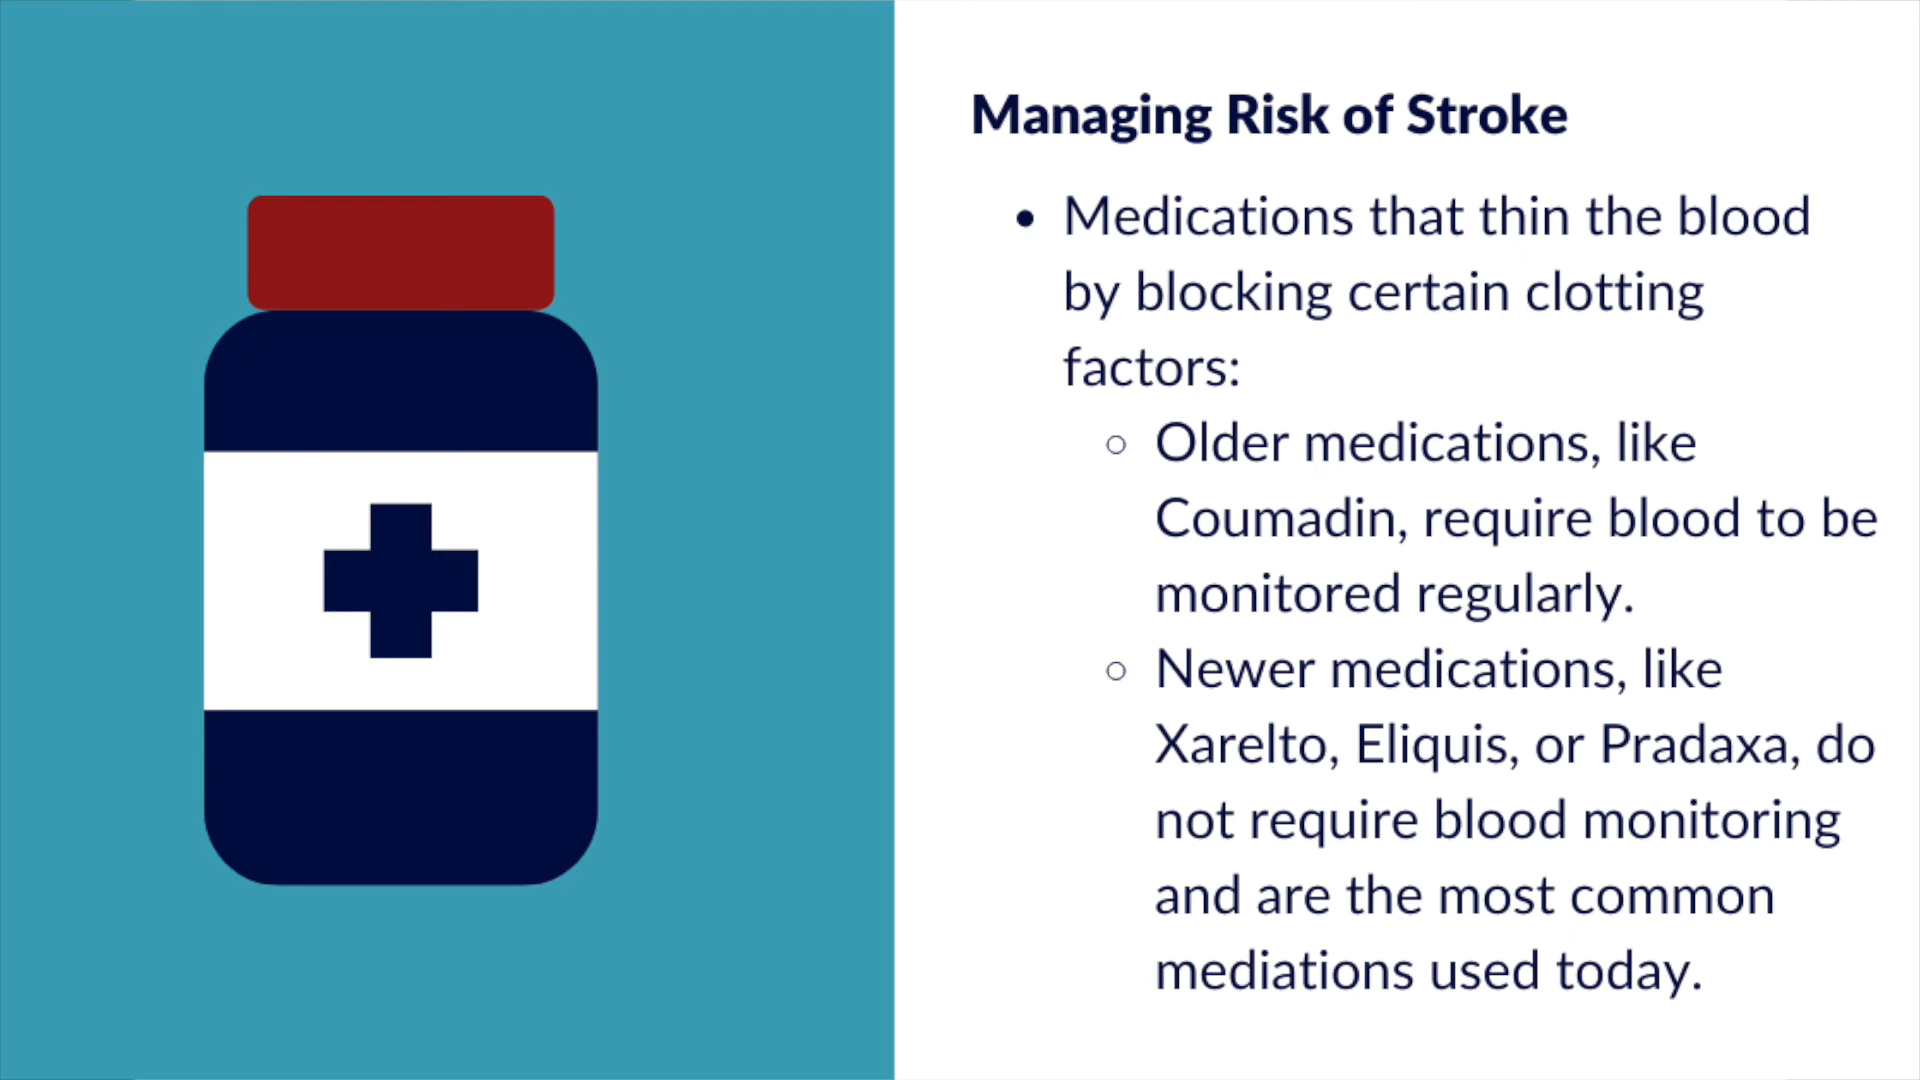 Managing Risk of Stroke
• Medications that thin the blood
by blocking certain clotting
factors:
○ Older medications, like
Coumadin, require blood to be
monitored regularly.
○ Newer medications, like
Xarelto, Eliquis, or Pradaxa, do
not require blood monitoring
and are the most common
mediations used today.